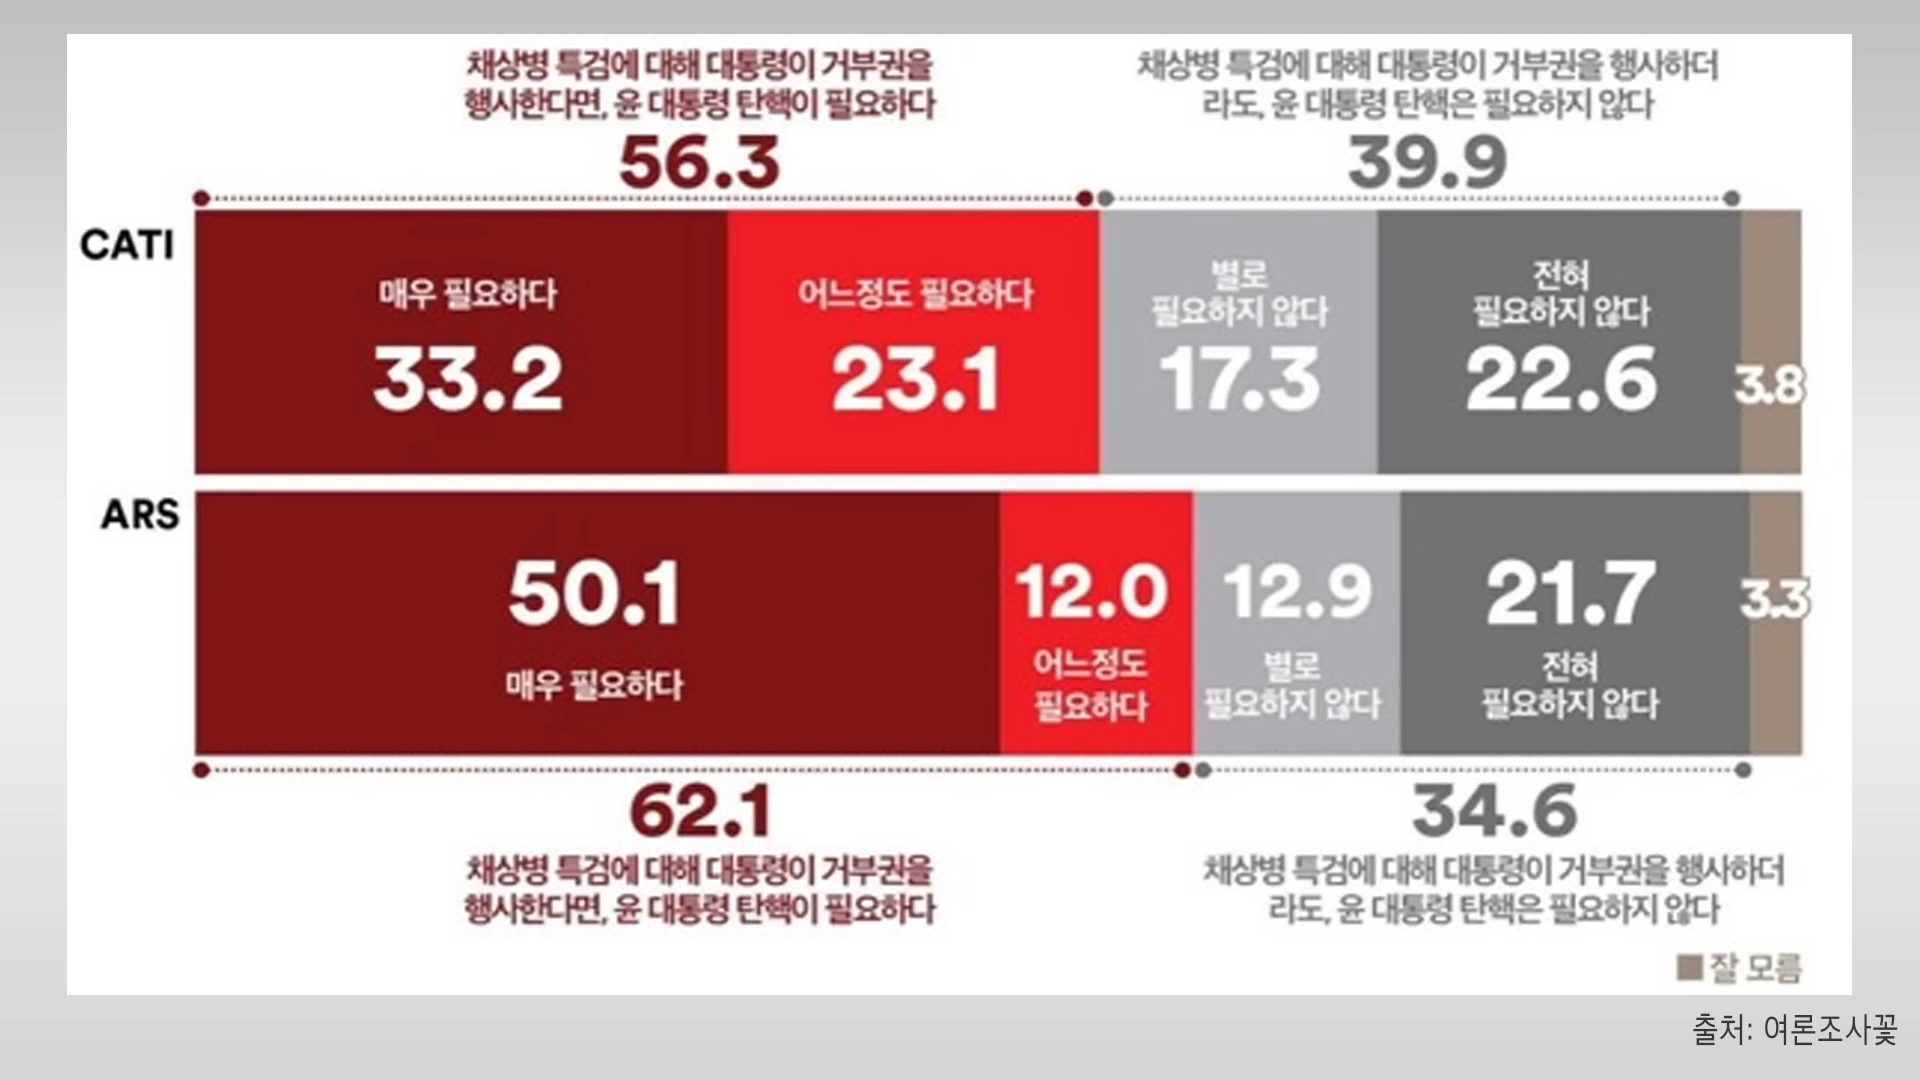 채상병 특검에 대해 대통령이 거부권을
행사한다면, 윤 대통령 탄핵이 필요하다
56.3
채상병 특검에 대해 대통령이 거부권을 행사하더
라도, 윤 대통령 탄핵은 필요하지 않다
39.9
CATI
매우 필요하다
33.2
어느정도 필요하다
23.1
별로
필요하지 않다
17.3
전혀
필요하지 않다
22.6
3.8
ARS
50.1
매우 필요하다
12.0
어느정도
필요하다
12.9
별로
필요하지 않다
21.7
전혀
필요하지 않다
3.3
62.1
채상병 특검에 대해 대통령이 거부권을
행사한다면, 윤 대통령 탄핵이 필요하다
34.6
채상병 특검에 대해 대통령이 거부권을 행사하더
라도, 윤 대통령 탄핵은 필요하지 않다
잘 모름
출처: 여론조사꽃